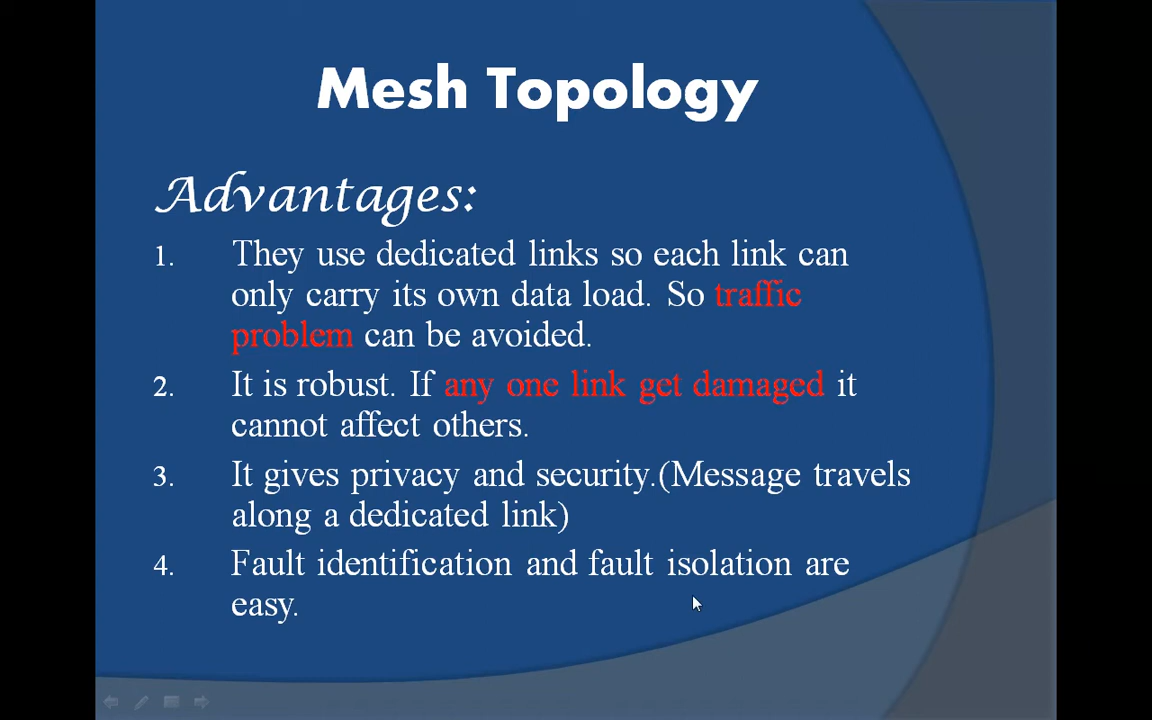 Mesh Topology
Advantages:
1. They use dedicated links so each link can
only carry its own data load. So traffic
problem can be avoided.
2. It is robust. If any one link get damaged it
cannot affect others.
3. It gives privacy and security.(Message travels
along a dedicated link)
4. Fault identification and fault isolation are
easy.